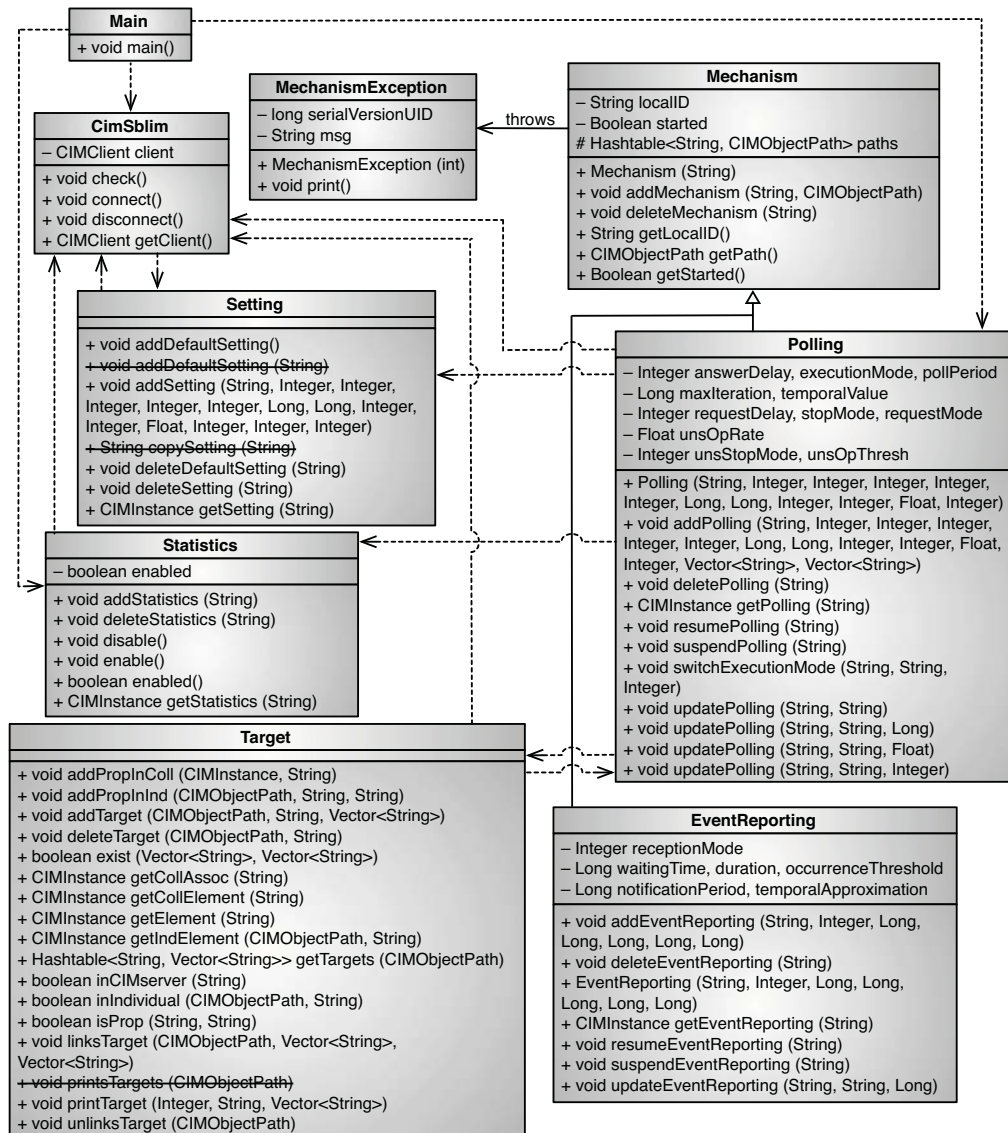 Main
+ void main()
MechanismException
– long serialVersionUID
– String msg
+ MechanismException (int)
+ void print()
throws
Mechanism
– String localID
– Boolean started
# Hashtable<String, CIMObjectPath> paths
+ Mechanism (String)
+ void addMechanism (String, CIMObjectPath)
+ void deleteMechanism (String)
+ String getLocalID()
+ CIMObjectPath getPath()
+ Boolean getStarted()
CimSblim
– CIMClient client
+ void check()
+ void connect()
+ void disconnect()
+ CIMClient getClient()
Setting
+ void addDefaultSetting()
+ void addDefaultSetting (String)
+ void addSetting (String, Integer, Integer,
Integer, Integer, Integer, Long, Long, Integer,
Integer, Float, Integer, Integer, Integer)
+ String copySetting (String)
+ void deleteDefaultSetting (String)
+ void deleteSetting (String)
+ CIMInstance getSetting (String)
Polling
– Integer answerDelay, executionMode, pollPeriod
– Long maxIteration, temporalValue
– Integer requestDelay, stopMode, requestMode
– Float unsOpRate
– Integer unsStopMode, unsOpThresh
+ Polling (String, Integer, Integer, Integer, Integer,
Integer, Long, Long, Integer, Integer, Float, Integer)
+ void addPolling (String, Integer, Integer, Integer,
Integer, Integer, Long, Long, Integer, Integer, Float,
Integer, Vector<String>, Vector<String>)
+ void deletePolling (String)
+ CIMInstance getPolling (String)
+ void resumePolling (String)
+ void suspendPolling (String)
+ void switchExecutionMode (String, String,
Integer)
+ void updatePolling (String, String)
+ void updatePolling (String, String, Long)
+ void updatePolling (String, String, Float)
+ void updatePolling (String, String, Integer)
Statistics
– boolean enabled
+ void addStatistics (String)
+ void deleteStatistics (String)
+ void disable()
+ void enable()
+ boolean enabled()
+ CIMInstance getStatistics (String)
Target
+ void addPropInColl (CIMInstance, String)
+ void addPropInInd (CIMObjectPath, String, String)
+ void addTarget (CIMObjectPath, String, Vector<String>)
+ void deleteTarget (CIMObjectPath, String)
+ boolean exist (Vector<String>, Vector<String>)
+ CIMInstance getCollAssoc (String)
+ CIMInstance getCollElement (String)
+ CIMInstance getElement (String)
+ CIMInstance getIndElement (CIMObjectPath, String)
+ Hashtable<String, Vector<String>> getTargets (CIMObjectPath)
+ boolean inCIMserver (String)
+ boolean inIndividual (CIMObjectPath, String)
+ boolean isProp (String, String)
+ void linksTarget (CIMObjectPath, Vector<String>,
Vector<String>)
+ void printsTargets (CIMObjectPath)
+ void printTarget (Integer, String, Vector<String>)
+ void unlinksTarget (CIMObjectPath)
EventReporting
– Integer receptionMode
– Long waitingTime, duration, occurrenceThreshold
– Long notificationPeriod, temporalApproximation
+ void addEventReporting (String, Integer, Long,
Long, Long, Long, Long)
+ void deleteEventReporting (String)
+ EventReporting (String, Integer, Long, Long,
Long, Long, Long)
+ CIMInstance getEventReporting (String)
+ void resumeEventReporting (String)
+ void suspendEventReporting (String)
+ void updateEventReporting (String, String, Long)